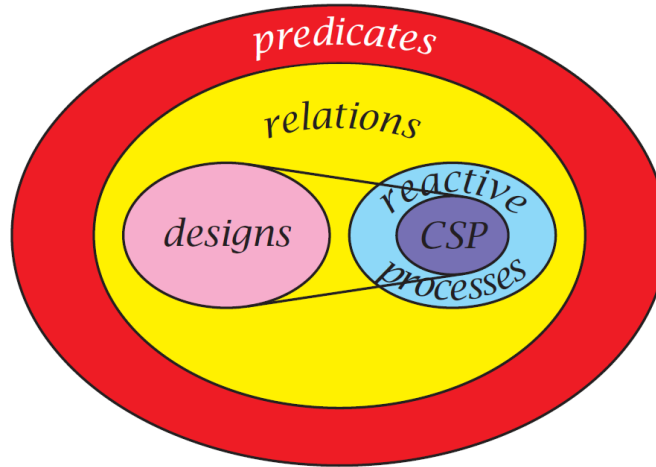 predicates
relations
designs
reactive
CSP
processes